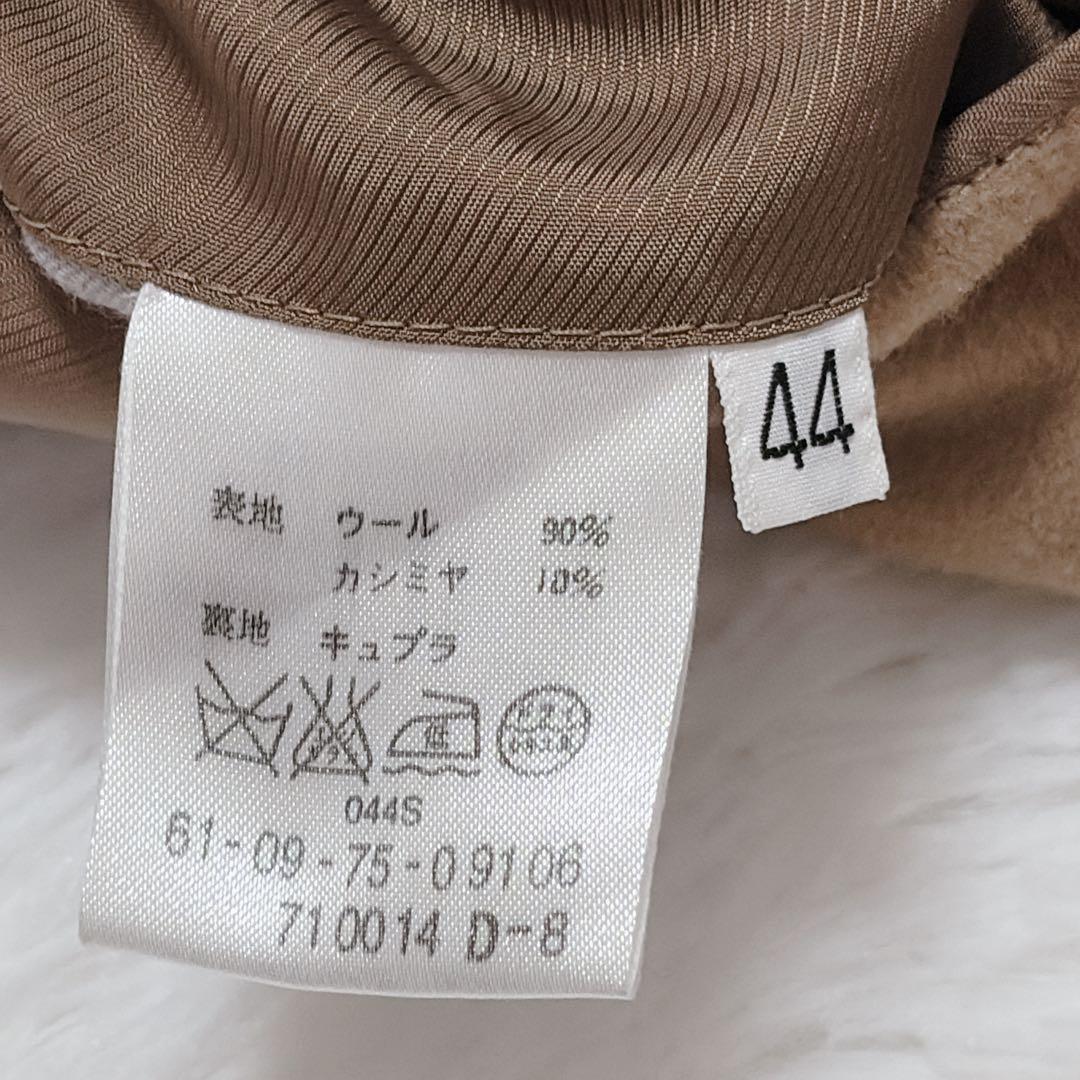 44
表地 ウール 90%
カシミヤ 10%
裏地 キュプラ
低
044S
61-09-75-09106
710014 D-8